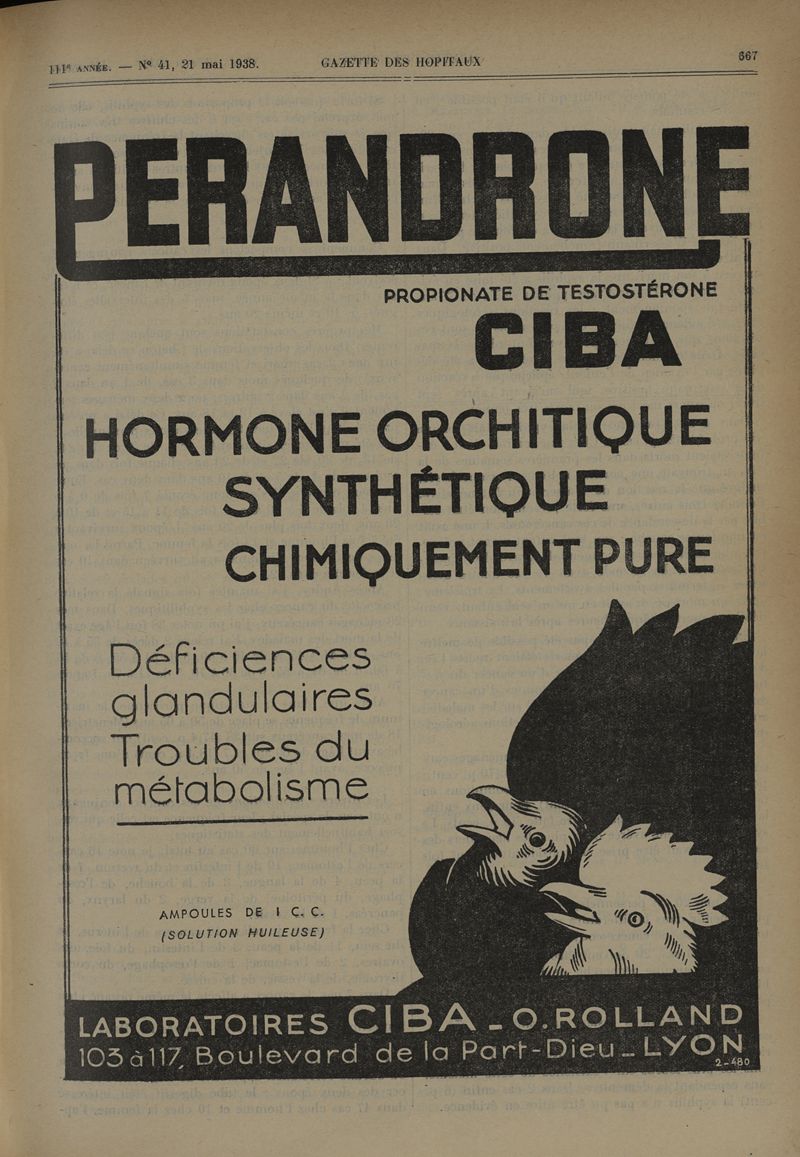 111e ANNÉE. — No 41, 21 mai 1938. GAZETTE DES HOPITAUX 667
PERANDRONE
PROPIONATE DE TESTOSTÉRONE
CIBA
HORMONE ORCHITIQUE
SYNTHÉTIQUE
CHIMIQUEMENT PURE
Déficiences
glandulaires
Troubles du
métabolisme
AMPOULES DE 1 C. C.
(SOLUTION HUILEUSE)
LABORATOIRES CIBA - O. ROLLAND
103 à 117, Boulevard de la Part-Dieu - LYON
2-480